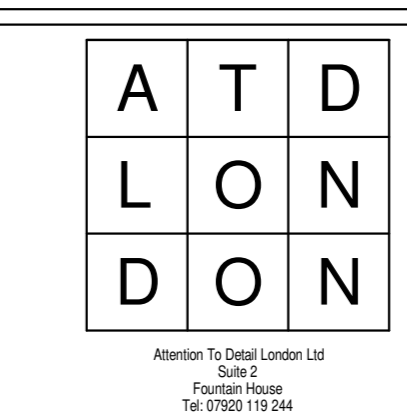 A T D
L O N
D O N
Attention To Detail London Ltd
Suite 2
Fountain House
Tel: 07920 119 244